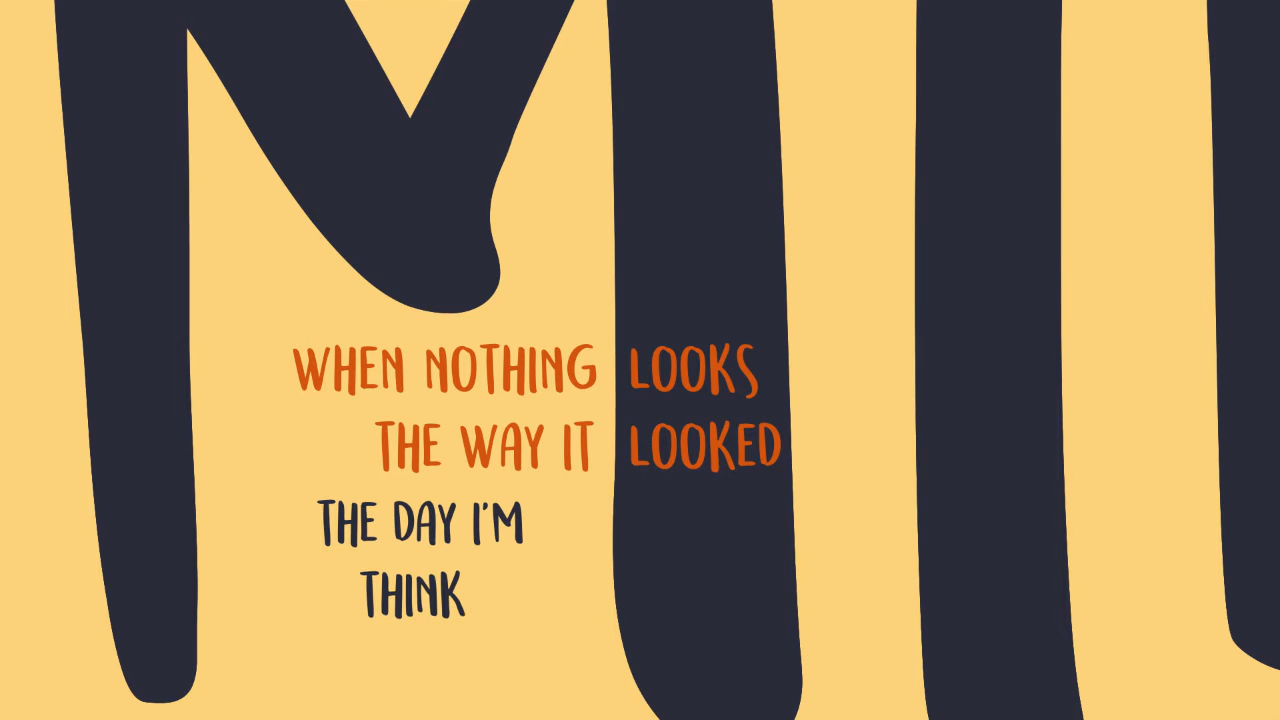 WHEN NOTHING LOOKS
THE WAY IT LOOKED
THE DAY I'M
THINK